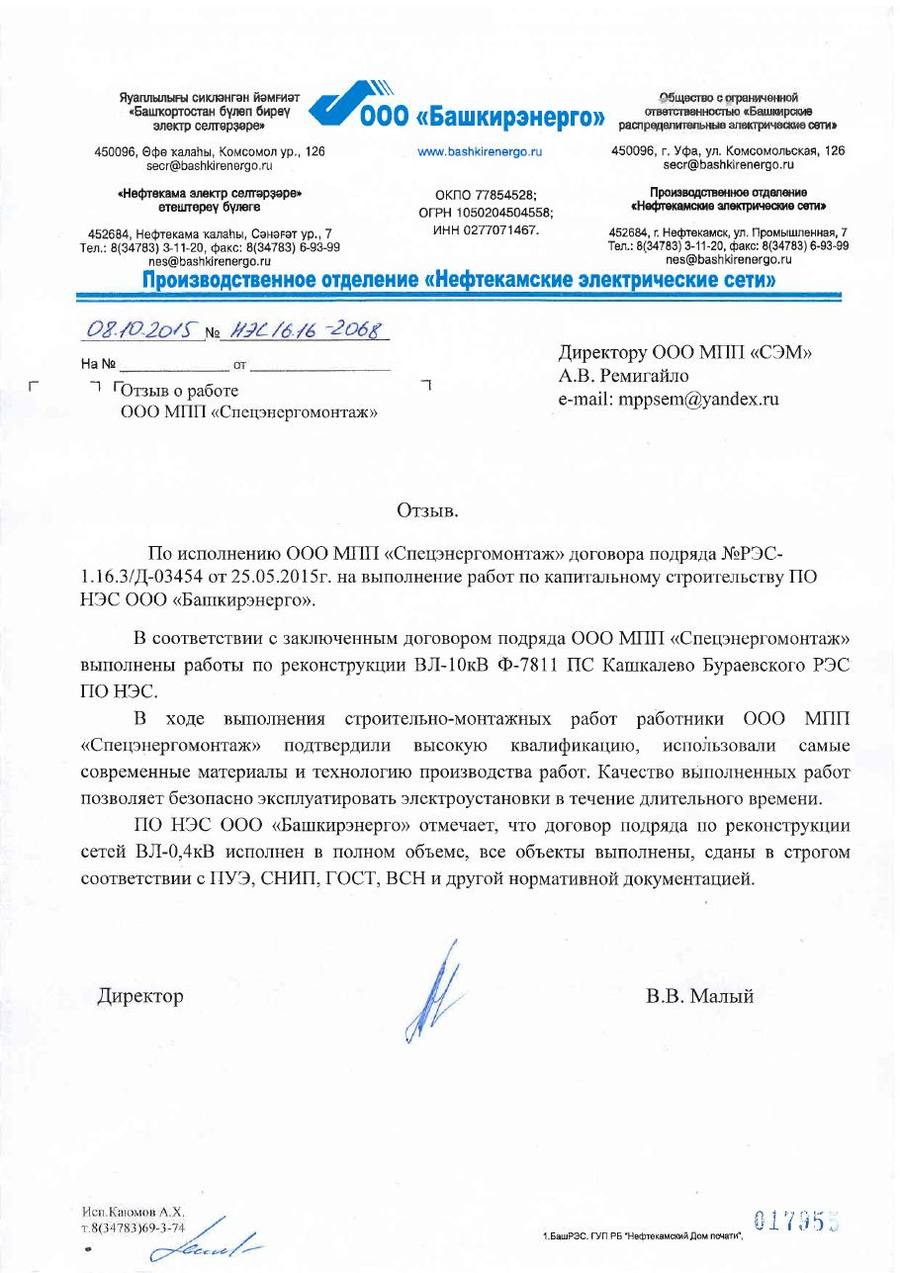 Яуаплылығы сикләнгән йәмғиәт
«Башҡортостан бүлеп биреү
электр селтәрҙәре»
450096, Өфө ҡалаһы, Комсомол ур., 126
secr@bashkirenergo.ru
«Нефтекама электр селтәрҙәре»
етештереү бүлеге
452684, Нефтекама ҡалаһы, Сәнәғәт ур., 7
Тел.: 8(34783) 3-11-20, факс: 8(34783) 6-93-99
nes@bashkirenergo.ru
ООО «Башкирэнерго»
www.bashkirenergo.ru
ОКПО 77854528;
ОГРН 1050204504558;
ИНН 0277071467.
Общество с ограниченной
ответственностью «Башкирские
распределительные электрические сети»
450096, г. Уфа, ул. Комсомольская, 126
secr@bashkirenergo.ru
Производственное отделение
«Нефтекамские электрические сети»
452684, г. Нефтекамск, ул. Промышленная, 7
Тел.: 8(34783) 3-11-20, факс: 8(34783) 6-93-99
nes@bashkirenergo.ru
Производственное отделение «Нефтекамские электрические сети»
08.10.2015 № НЭС/16.16-2068
На № от
Отзыв о работе
ООО МПП «Спецэнергомонтаж»
Директору ООО МПП «СЭМ»
А.В. Ремигайло
e-mail: mppsem@yandex.ru
Отзыв.
По исполнению ООО МПП «Спецэнергомонтаж» договора подряда №РЭС-
1.16.3/Д-03454 от 25.05.2015г. на выполнение работ по капитальному строительству ПО
НЭС ООО «Башкирэнерго».
В соответствии с заключенным договором подряда ООО МПП «Спецэнергомонтаж»
выполнены работы по реконструкции ВЛ-10кВ Ф-7811 ПС Кашкалево Бураевского РЭС
ПО НЭС.
В ходе выполнения строительно-монтажных работ работники ООО МПП
«Спецэнергомонтаж» подтвердили высокую квалификацию, использовали самые
современные материалы и технологию производства работ. Качество выполненных работ
позволяет безопасно эксплуатировать электроустановки в течение длительного времени.
ПО НЭС ООО «Башкирэнерго» отмечает, что договор подряда по реконструкции
сетей ВЛ-0,4кВ исполнен в полном объеме, все объекты выполнены, сданы в строгом
соответствии с ПУЭ, СНИП, ГОСТ, ВСН и другой нормативной документацией.
Директор В.В. Малый
Исп.Каюмов А.Х.
т.8(34783)69-3-74
1.БашРЭС. ГУП РБ "Нефтекамский Дом печати",
017955